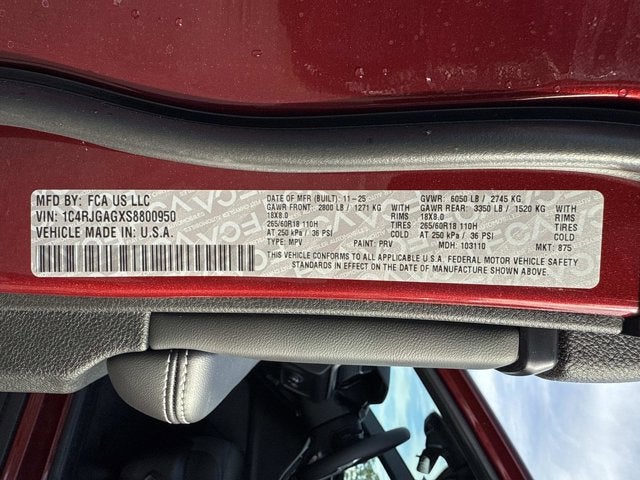 MFD BY: FCA US LLC
VIN: 1C4RJGAGXS8800950
VEHICLE MADE IN: U.S.A.
DATE OF MFR (BUILT): 11-25 GVWR: 6050 LB / 2745 KG
GAWR FRONT: 2800 LB / 1271 KG GAWR REAR: 3350 LB / 1520 KG
18X8.0 RIMS 18X8.0 RIMS
265/60R18 110H TIRES 265/60R18 110H TIRES
AT 250 kPa / 36 PSI COLD AT 250 kPa / 36 PSI COLD
TYPE: MPV PAINT: PRV MDH: 103110 MKT: 875
THIS VEHICLE CONFORMS TO ALL APPLICABLE U.S.A. FEDERAL MOTOR VEHICLE SAFETY
STANDARDS IN EFFECT ON THE DATE OF MANUFACTURE SHOWN ABOVE.